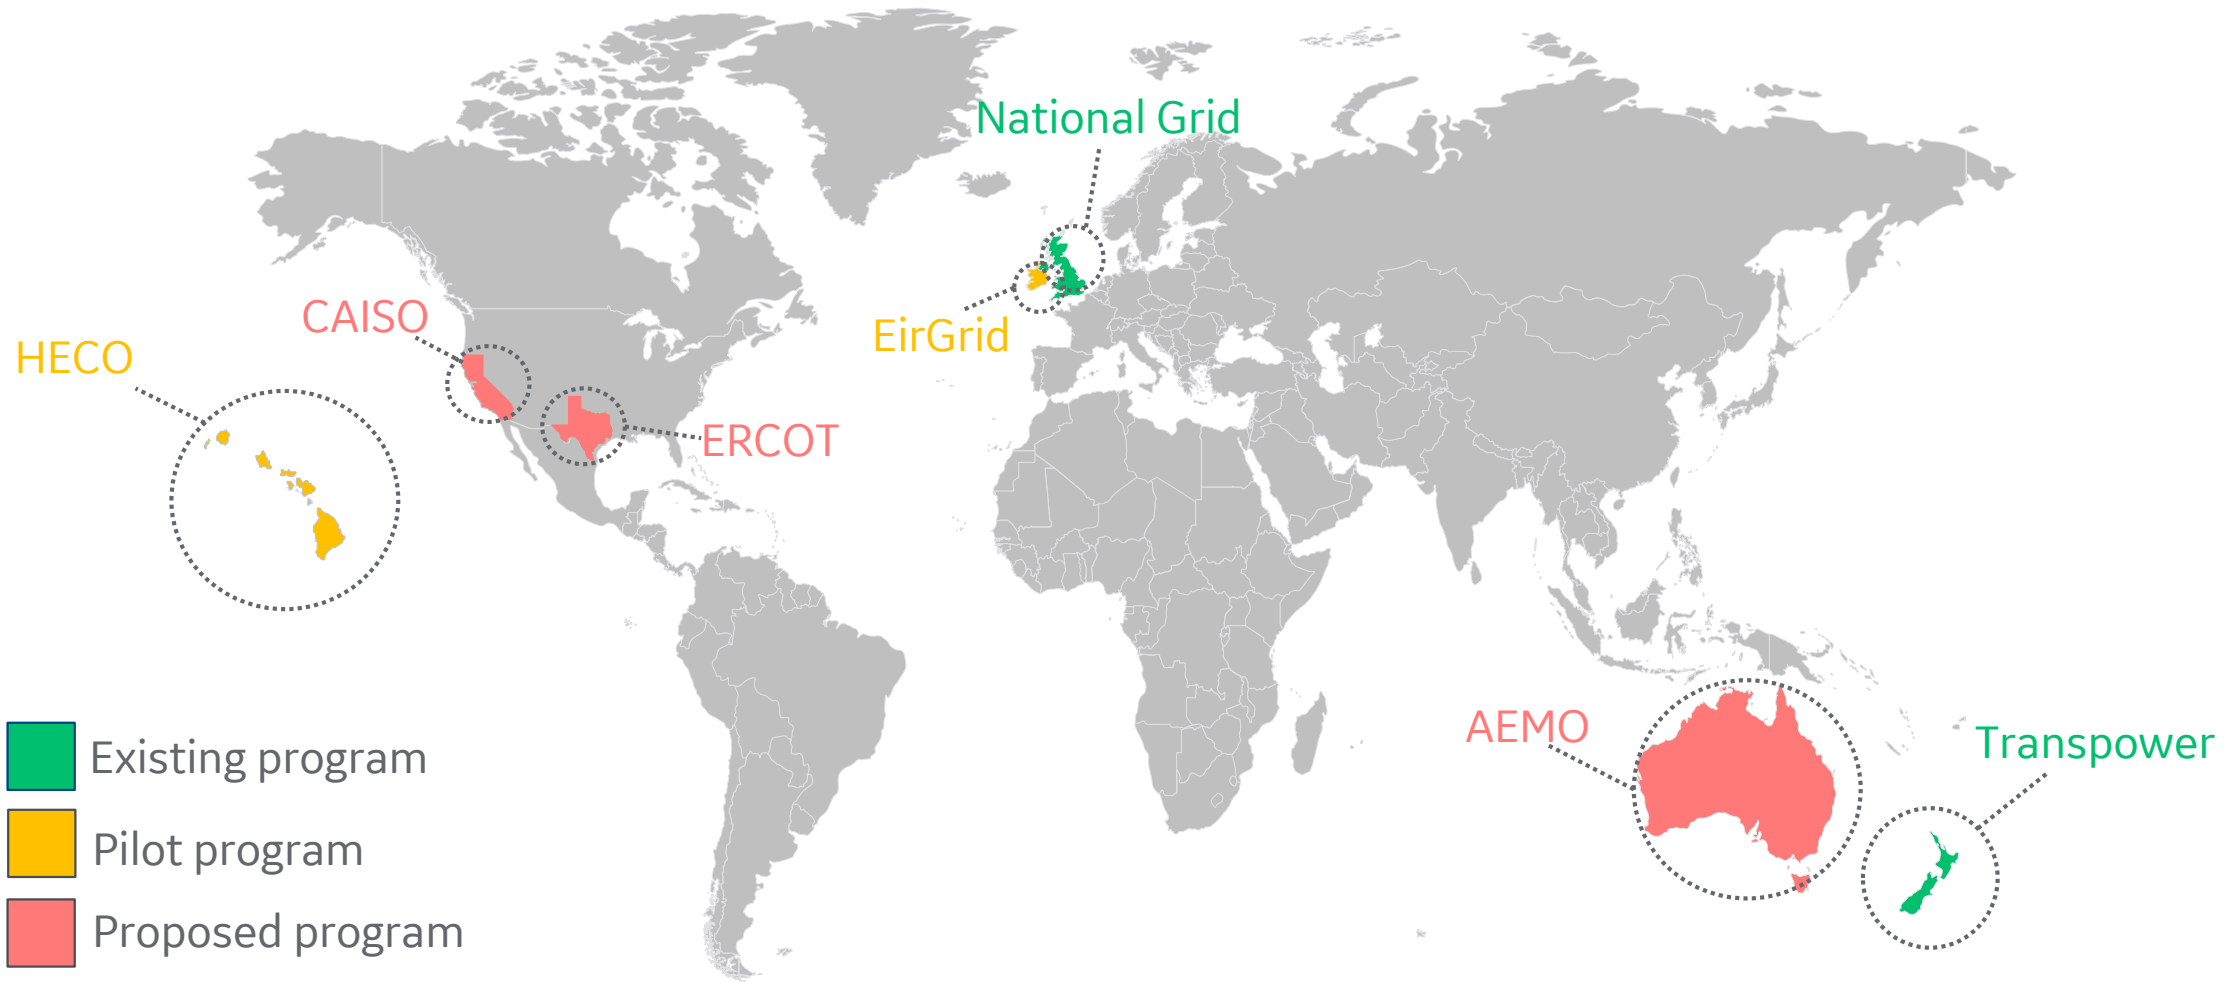 National Grid
CAISO
EirGrid
HECO
ERCOT
AEMO
Transpower
Existing program
Pilot program
Proposed program